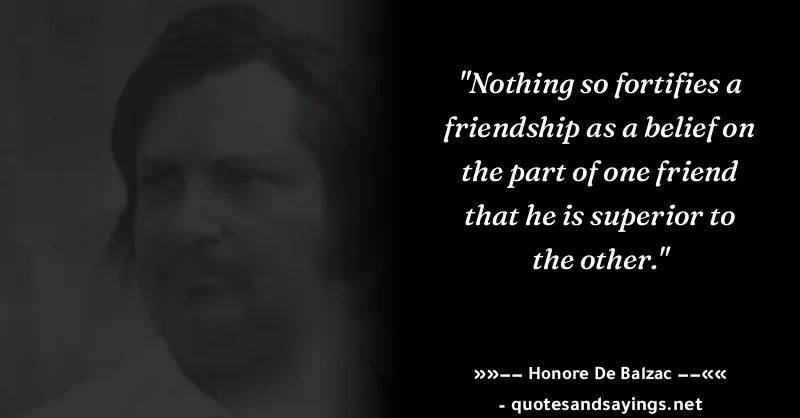 "Nothing so fortifies a
friendship as a belief on
the part of one friend
that he is superior to
the other."
»»−− Honore De Balzac −−««
- quotesandsayings.net